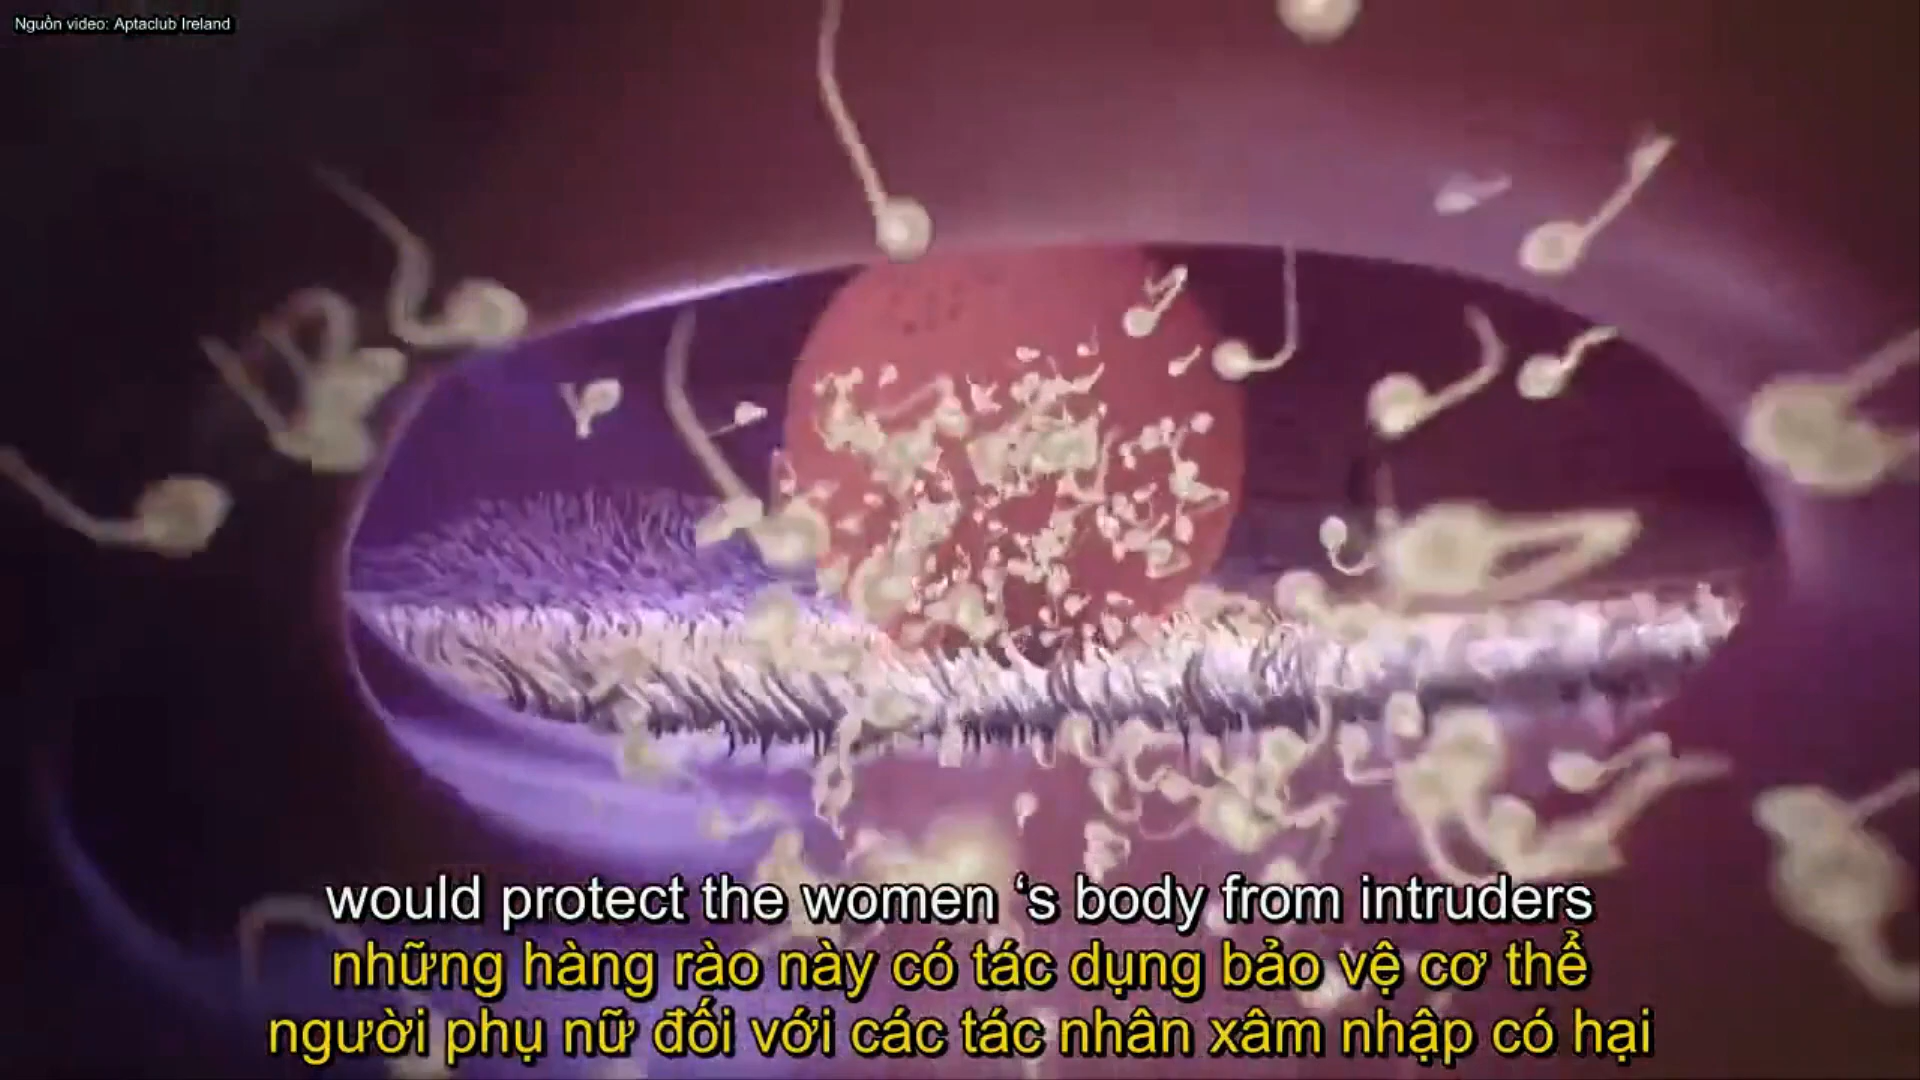 Nguồn video: Aptaclub Ireland
would protect the women ‘s body from intruders
những hàng rào này có tác dụng bảo vệ cơ thể
người phụ nữ đối với các tác nhân xâm nhập có hại